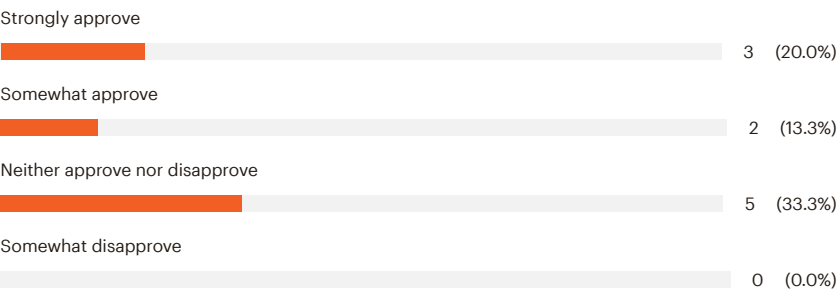 Strongly approve
3 (20.0%)
Somewhat approve
2 (13.3%)
Neither approve nor disapprove
5 (33.3%)
Somewhat disapprove
0 (0.0%)